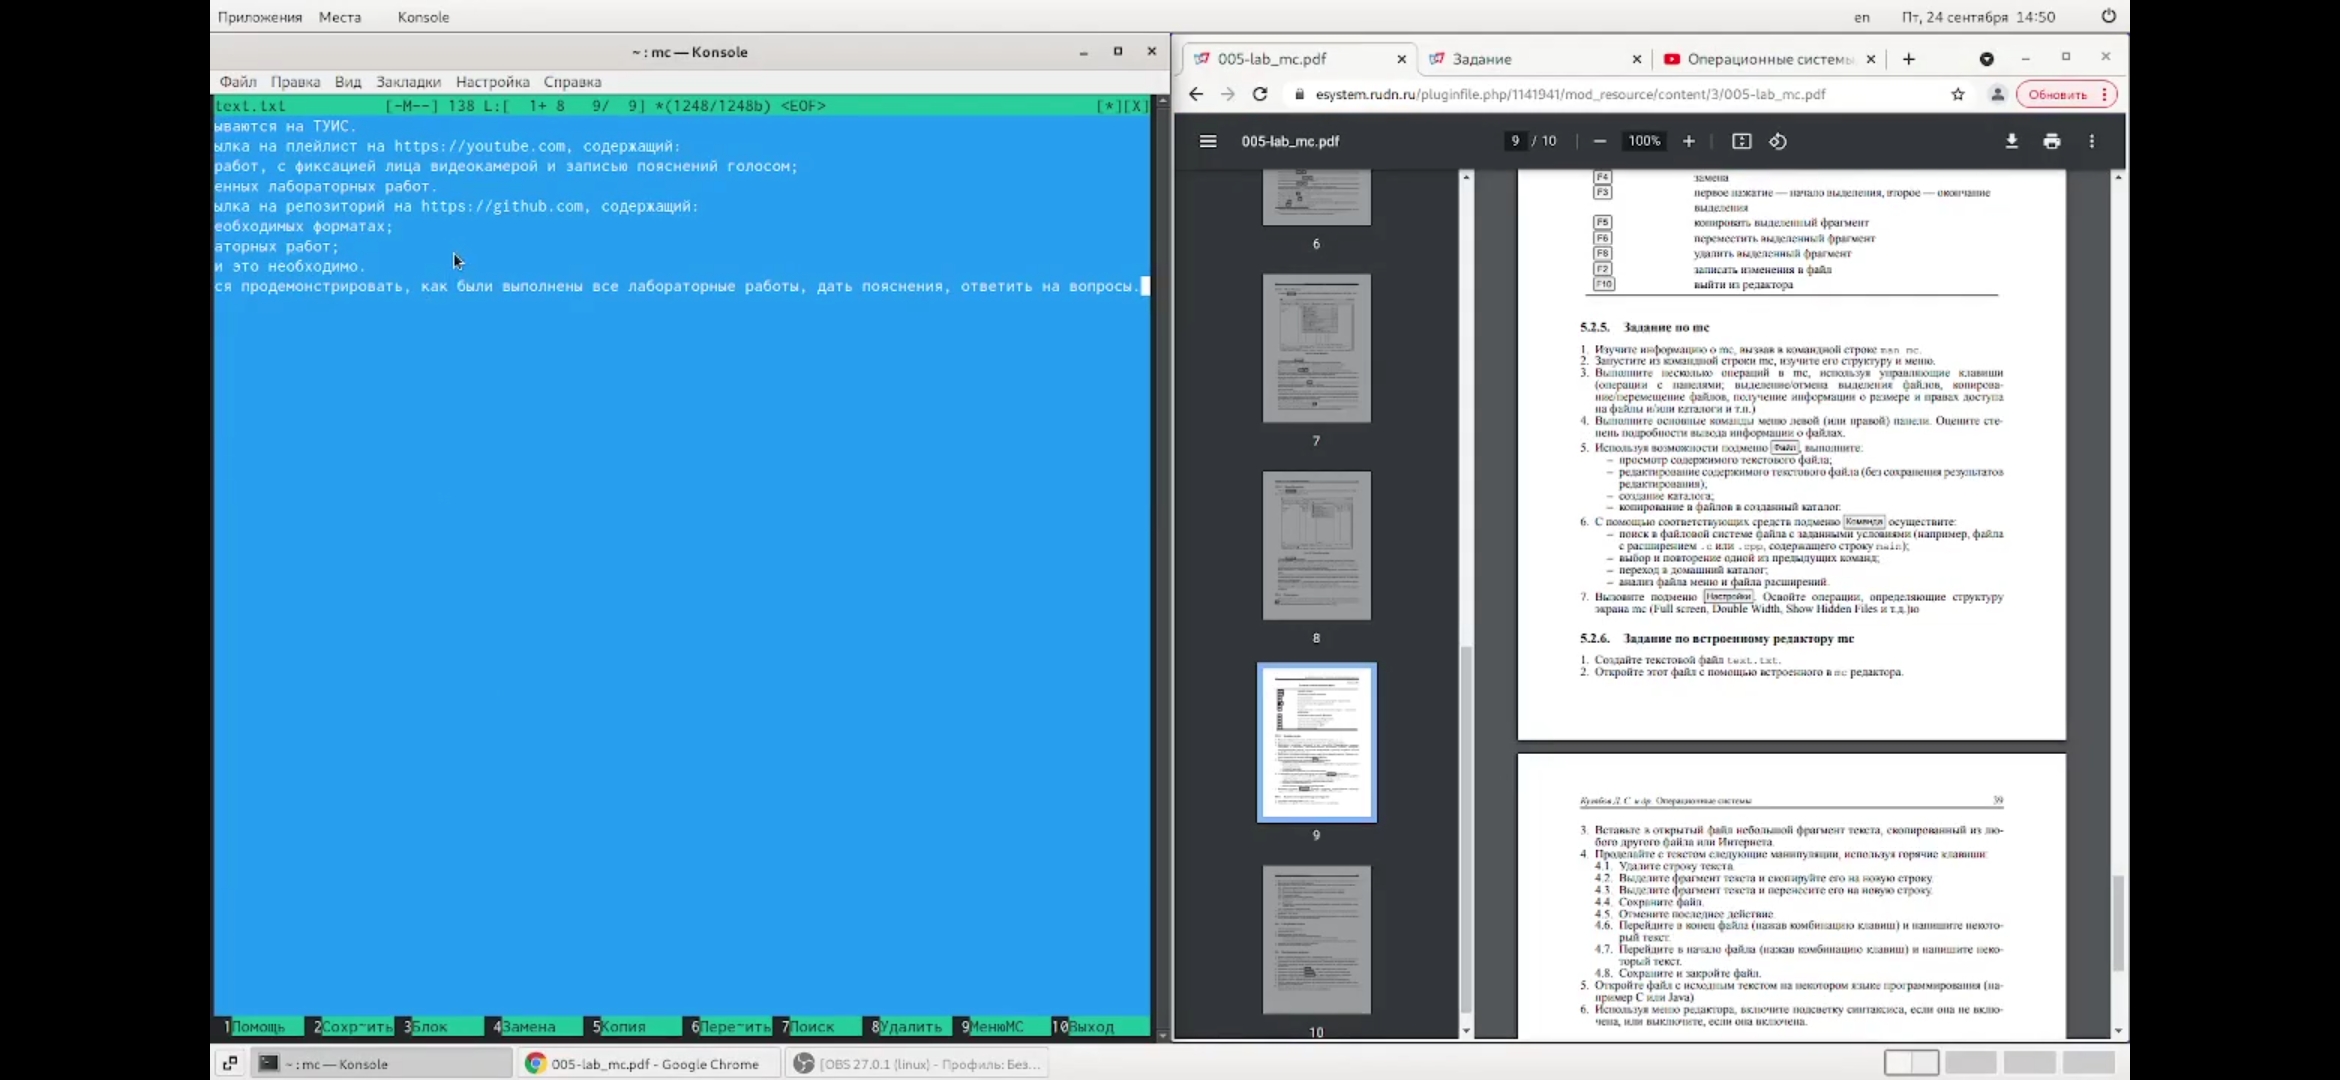 Приложения Места Konsole
en Пт, 24 сентября 14:50
~ : mc — Konsole
Файл Правка Вид Закладки Настройка Справка
text.txt [-M--] 138 L:[ 1+ 8 9/ 9] *(1248/1248b) <EOF> [*][X]
ываются на ТУИС.
ылка на плейлист на https://youtube.com, содержащий:
работ, с фиксацией лица видеокамерой и записью пояснений голосом;
енных лабораторных работ.
ылка на репозиторий на https://github.com, содержащий:
еобходимых форматах;
аторных работ;
и это необходимо.
ся продемонстрировать, как были выполнены все лабораторные работы, дать пояснения, ответить на вопросы.
1Помощь 2Сохр~ить 3Блок 4Замена 5Копия 6Пере~ить 7Поиск 8Удалить 9МенюMC 10Выход
005-lab_mc.pdf
Задание
Операционные системы
esystem.rudn.ru/pluginfile.php/1141941/mod_resource/content/3/005-lab_mc.pdf
Обновить
005-lab_mc.pdf 9 / 10 100%
6
7
8
9
10
F4 замена
F3 первое нажатие — начало выделения, второе — окончание
выделения
F5 копировать выделенный фрагмент
F6 переместить выделенный фрагмент
F8 удалить выделенный фрагмент
F2 записать изменения в файл
F10 выйти из редактора
5.2.5. Задание по mc
1. Изучите информацию о mc, вызвав в командной строке man mc.
2. Запустите из командной строки mc, изучите его структуру и меню.
3. Выполните несколько операций в mc, используя управляющие клавиши
(операции с панелями; выделение/отмена выделения файлов, копирова-
ние/перемещение файлов, получение информации о размере и правах доступа
на файлы и/или каталоги и т.п.)
4. Выполните основные команды меню левой (или правой) панели. Оцените сте-
пень подробности вывода информации о файлах.
5. Используя возможности подменю Файл, выполните:
– просмотр содержимого текстового файла;
– редактирование содержимого текстового файла (без сохранения результатов
редактирования);
– создание каталога;
– копирование в файлов в созданный каталог.
6. С помощью соответствующих средств подменю Команда осуществите:
– поиск в файловой системе файла с заданными условиями (например, файла
с расширением .c или .cpp, содержащего строку main);
– выбор и повторение одной из предыдущих команд;
– переход в домашний каталог;
– анализ файла меню и файла расширений.
7. Вызовите подменю Настройки. Освойте операции, определяющие структуру
экрана mc (Full screen, Double Width, Show Hidden Files и т.д.)ю
5.2.6. Задание по встроенному редактору mc
1. Создайте текстовой файл text.txt.
2. Откройте этот файл с помощью встроенного в mc редактора.
Кулябов Д. С. и др. Операционные системы 39
3. Вставьте в открытый файл небольшой фрагмент текста, скопированный из лю-
бого другого файла или Интернета.
4. Проделайте с текстом следующие манипуляции, используя горячие клавиши:
4.1. Удалите строку текста.
4.2. Выделите фрагмент текста и скопируйте его на новую строку.
4.3. Выделите фрагмент текста и перенесите его на новую строку.
4.4. Сохраните файл.
4.5. Отмените последнее действие.
4.6. Перейдите в конец файла (нажав комбинацию клавиш) и напишите некото-
рый текст.
4.7. Перейдите в начало файла (нажав комбинацию клавиш) и напишите неко-
торый текст.
4.8. Сохраните и закройте файл.
5. Откройте файл с исходным текстом на некотором языке программирования (на-
пример C или Java)
6. Используя меню редактора, включите подсветку синтаксиса, если она не вклю-
чена, или выключите, если она включена.
~ : mc — Konsole
005-lab_mc.pdf - Google Chrome
[OBS 27.0.1 (linux) - Профиль: Без...